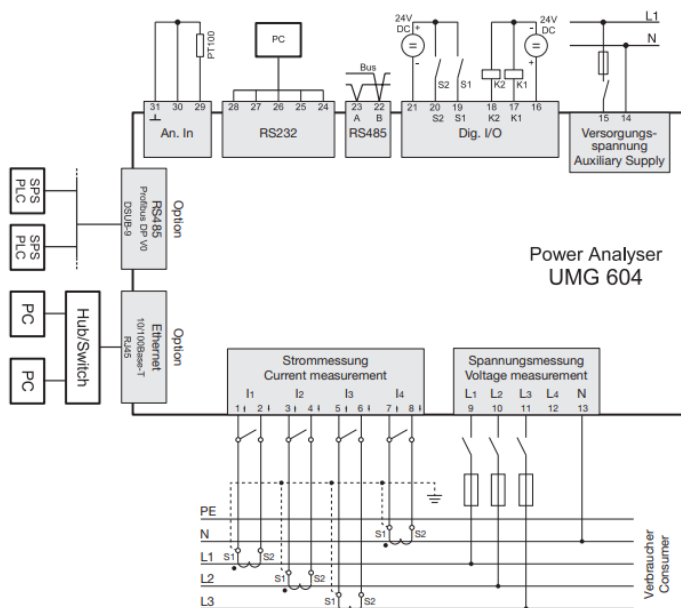 24V
DC
24V
DC
L1
N
PC
PT100
Bus
S2
S1
K2
K1
31 30 29
28 27 26 25 24
23 22
A B
21 20 19 18 17 16
S2 S1 K2 K1
15 14
An. In
RS232
RS485
Dig. I/O
Versorgungs-
spannung
Auxiliary Supply
SPS
PLC
SPS
PLC
RS485
Profibus DP V0
DSUB-9
Option
Power Analyser
UMG 604
PC
PC
Hub/Switch
Ethernet
10/100Base-T
RJ45
Option
Strommessung
Current measurement
I1 I2 I3 I4
1 2 3 4 5 6 7 8
Spannungsmessung
Voltage measurement
L1 L2 L3 L4 N
9 10 11 12 13
PE
N
S1 S2
L1
S1 S2
L2
S1 S2
L3
S1 S2
Verbraucher
Consumer